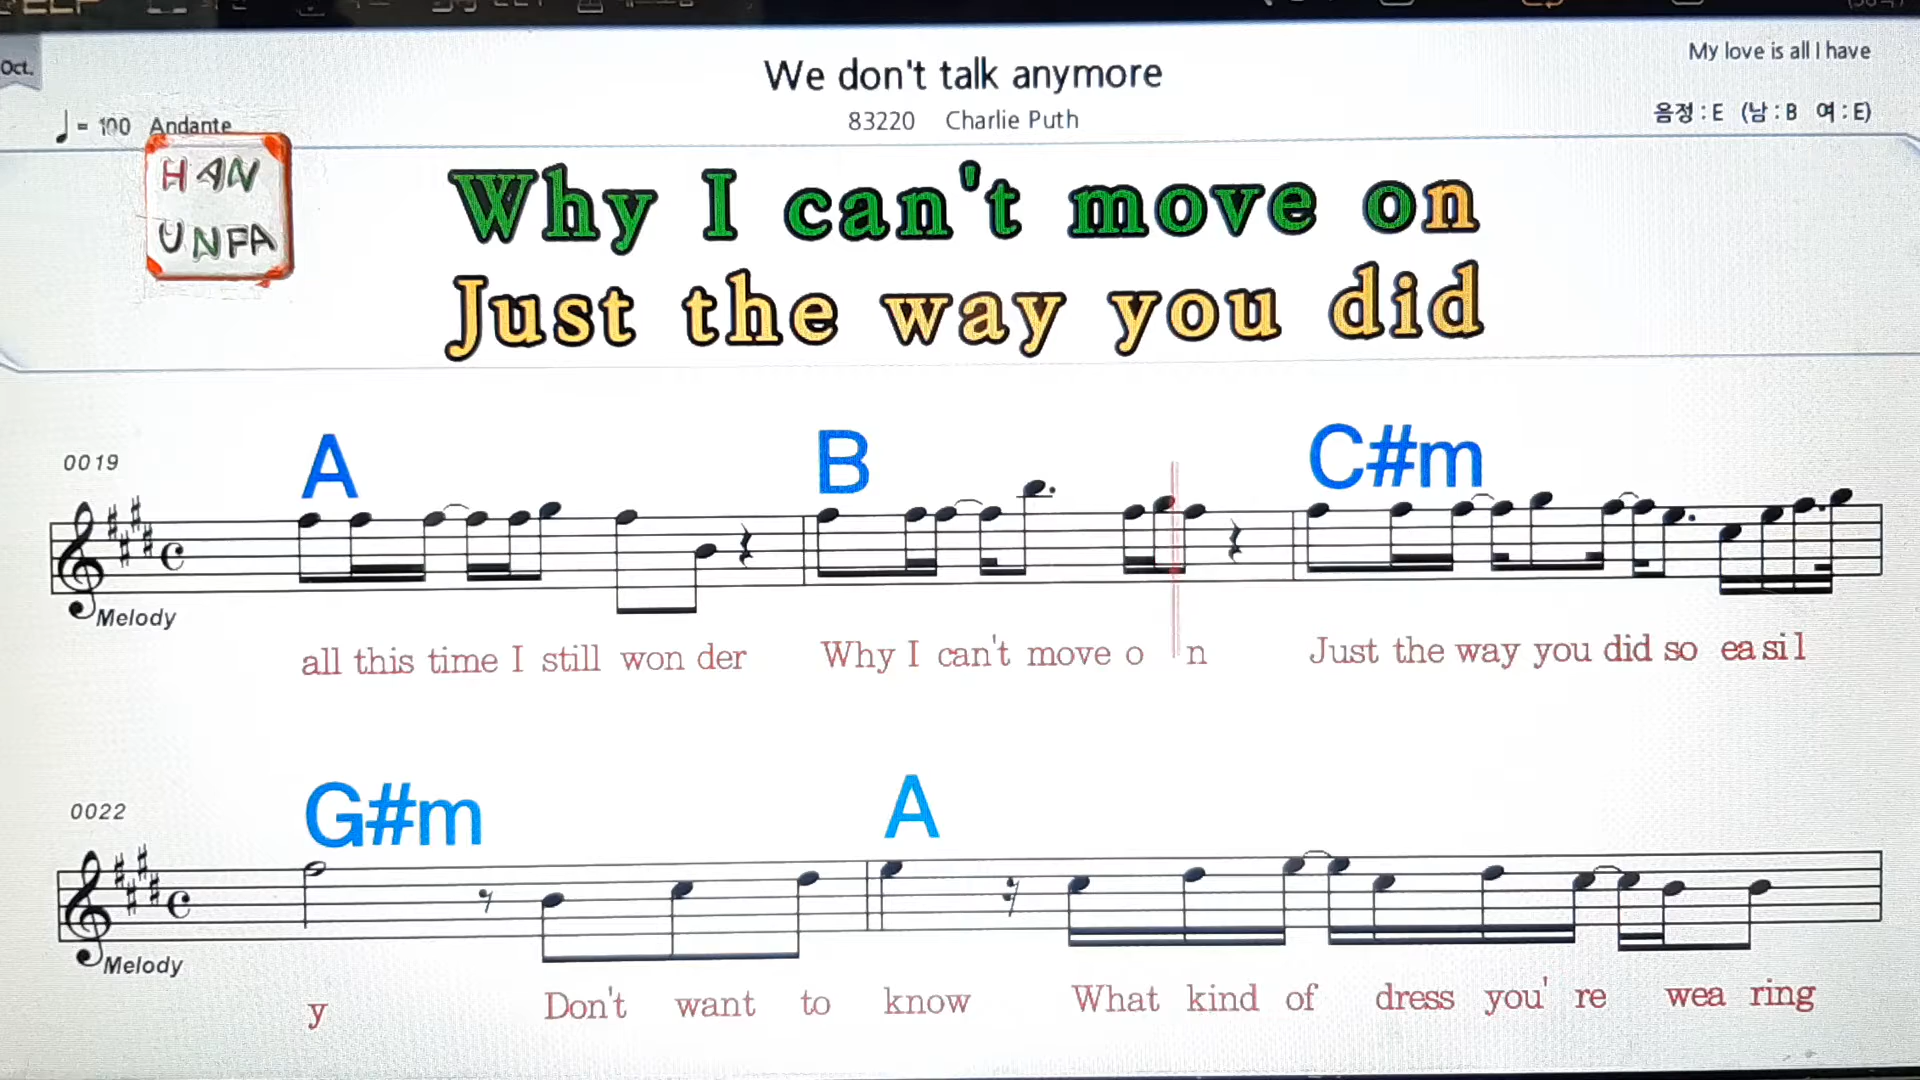 Oct.
We don't talk anymore
My love is all I have
♩= 100 Andante
83220 Charlie Puth
음정 : E (남 : B 여 : E)
HAN
UNFA
Why I can't move on
Just the way you did
0019
A B C#m
Melody
all this time I still won der Why I can't move o n Just the way you did so ea si l
0022
G#m A
Melody
y Don't want to know What kind of dress you' re wea ring